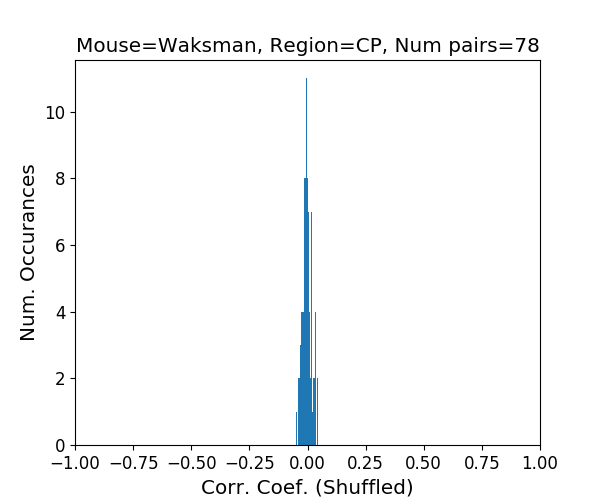 Mouse=Waksman, Region=CP, Num pairs=78
Num. Occurances
10
8
6
4
2
0
−1.00 −0.75 −0.50 −0.25 0.00 0.25 0.50 0.75 1.00
Corr. Coef. (Shuffled)